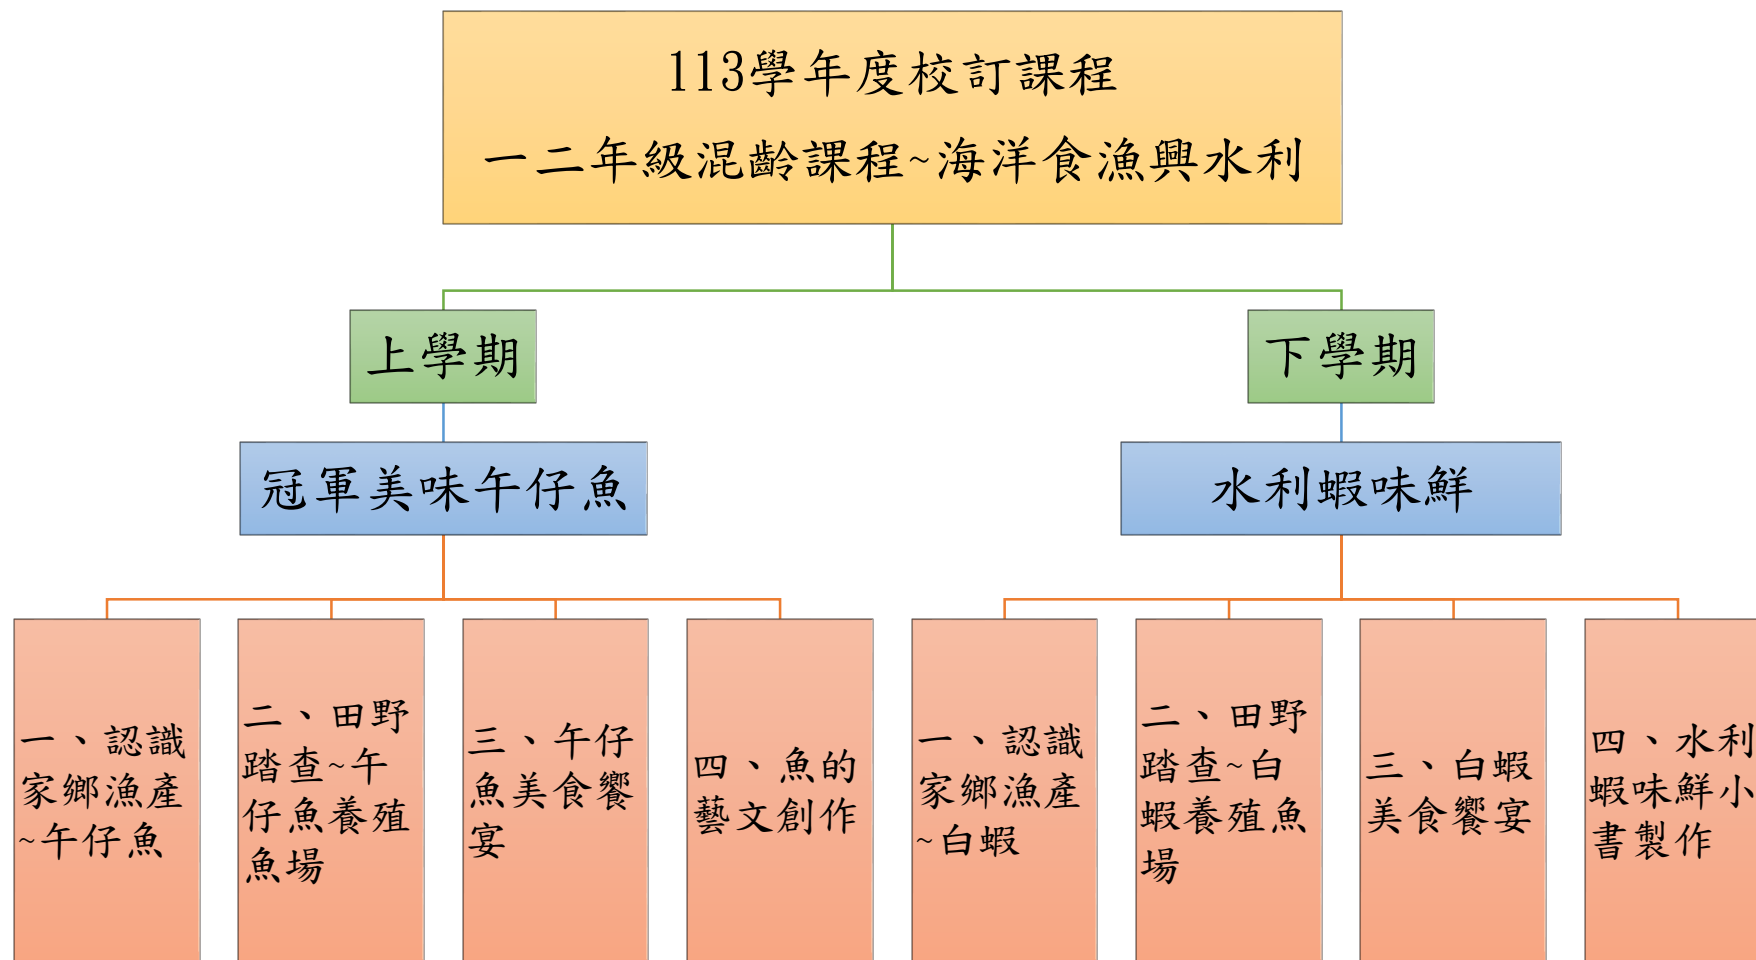 113學年度校訂課程
一二年級混齡課程~海洋食漁興水利
上學期
下學期
冠軍美味午仔魚
水利蝦味鮮
一、認識
家鄉漁產
~午仔魚
二、田野
踏查~午
仔魚養殖
魚場
三、午仔
魚美食饗
宴
四、魚的
藝文創作
一、認識
家鄉漁產
~白蝦
二、田野
踏查~白
蝦養殖魚
場
三、白蝦
美食饗宴
四、水利
蝦味鮮小
書製作